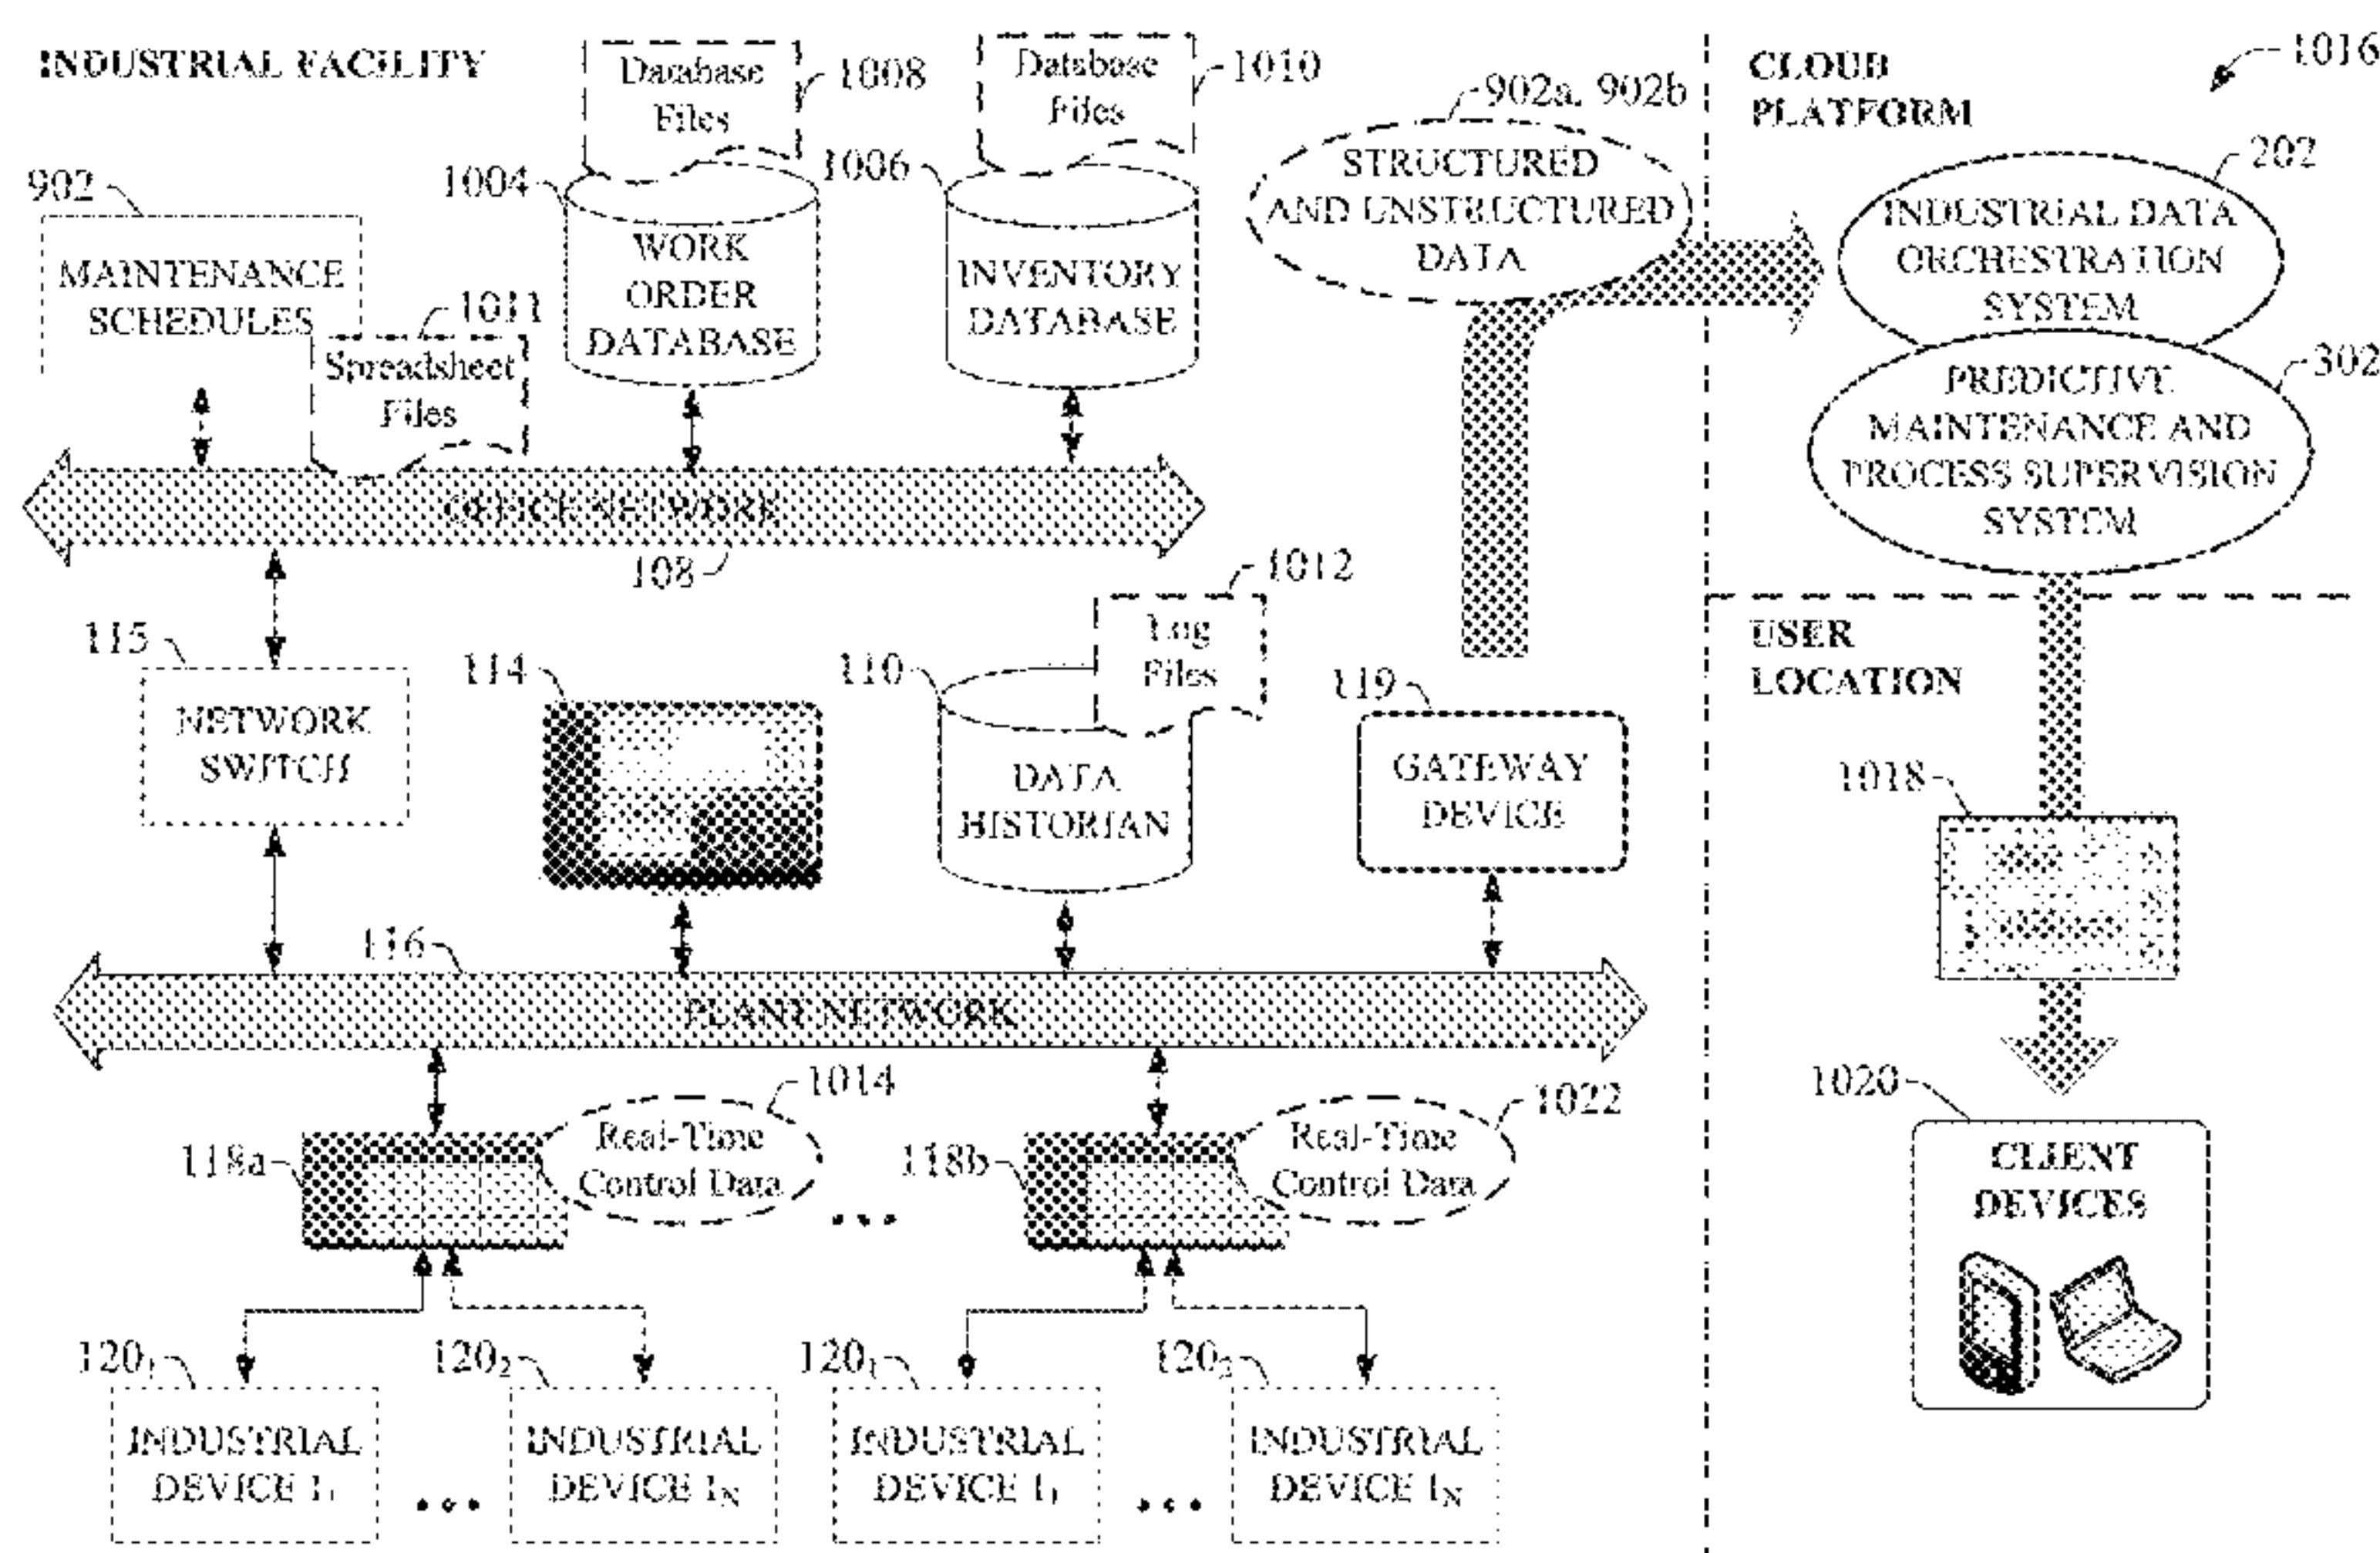 INDUSTRIAL FACILITY
Database
Files
1008
Database
Files
1010
902a, 902b
STRUCTURED
AND UNSTRUCTURED
DATA
CLOUD
PLATFORM
1016
202
INDUSTRIAL DATA
ORCHESTRATION
SYSTEM
302
PREDICTIVE
MAINTENANCE AND
PROCESS SUPERVISION
SYSTEM
902
MAINTENANCE
SCHEDULES
1011
Spreadsheet
Files
1004
WORK
ORDER
DATABASE
1006
INVENTORY
DATABASE
OFFICE NETWORK
108
115
NETWORK
SWITCH
114
110
DATA
HISTORIAN
1012
Log
Files
119
GATEWAY
DEVICE
USER
LOCATION
1018
116
PLANT NETWORK
1014
Real-Time
Control Data
118a
1022
Real-Time
Control Data
118b
1020
CLIENT
DEVICES
120₁
INDUSTRIAL
DEVICE 1₁
120₂
INDUSTRIAL
DEVICE 1N
120₁
INDUSTRIAL
DEVICE 1₁
120₂
INDUSTRIAL
DEVICE 1N